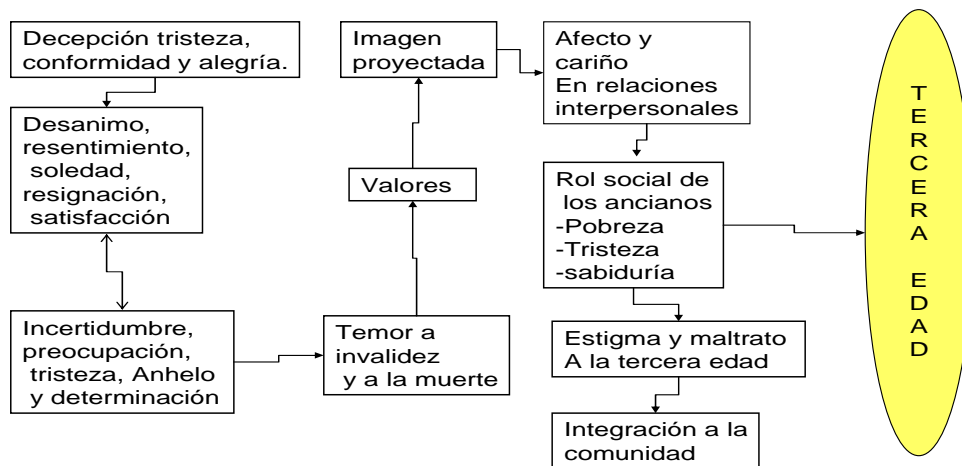 Decepción tristeza,
conformidad y alegría.
Desanimo,
resentimiento,
soledad,
resignación,
satisfacción
Incertidumbre,
preocupación,
tristeza, Anhelo
y determinación
Temor a
invalidez
y a la muerte
Valores
Imagen
proyectada
Afecto y
cariño
En relaciones
interpersonales
Rol social de
los ancianos
-Pobreza
-Tristeza
-sabiduría
Estigma y maltrato
A la tercera edad
Integración a la
comunidad
TERCERA EDAD